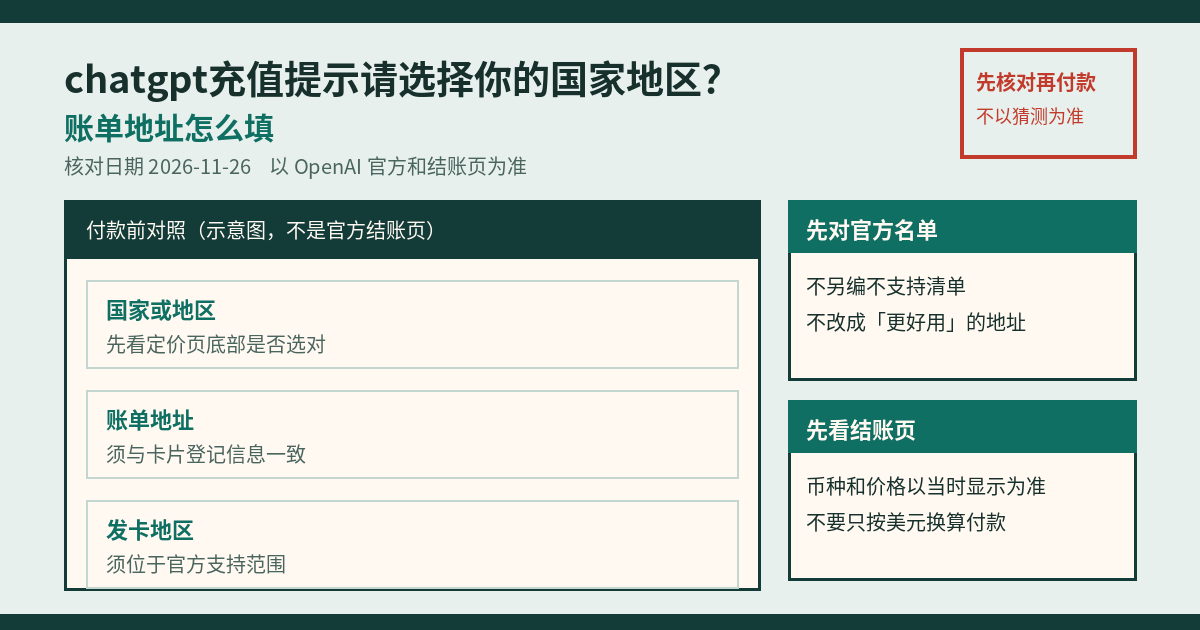 chatgpt充值提示请选择你的国家地区?
账单地址怎么填
核对日期 2026-11-26　以 OpenAI 官方和结账页为准
先核对再付款
不以猜测为准
付款前对照（示意图，不是官方结账页）
国家或地区
先看定价页底部是否选对
账单地址
须与卡片登记信息一致
发卡地区
须位于官方支持范围
先对官方名单
不另编不支持清单
不改成「更好用」的地址
先看结账页
币种和价格以当时显示为准
不要只按美元换算付款